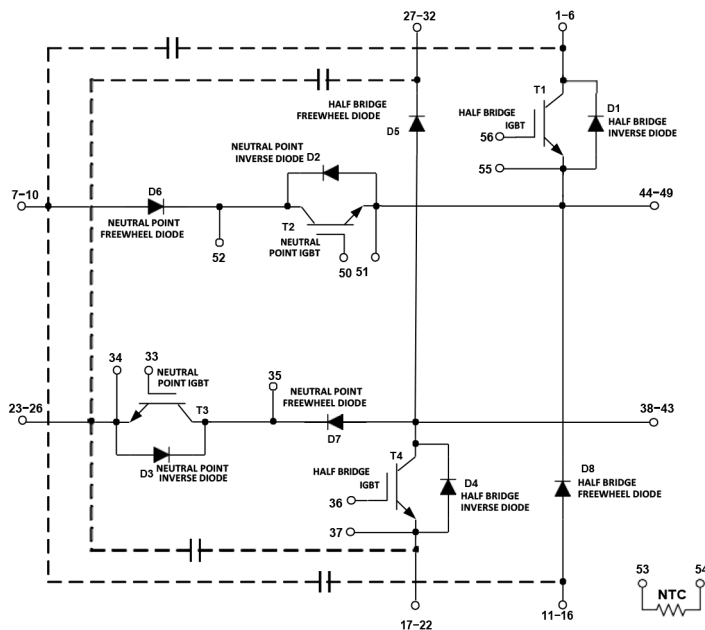 27–32
1–6
HALF BRIDGE
FREEWHEEL DIODE
D5
T1
HALF BRIDGE
IGBT
56
55
D1
HALF BRIDGE
INVERSE DIODE
NEUTRAL POINT
INVERSE DIODE
D2
7–10
D6
NEUTRAL POINT
FREEWHEEL DIODE
52
T2
NEUTRAL
POINT IGBT
50
51
44–49
34
33
NEUTRAL
POINT IGBT
35
NEUTRAL POINT
FREEWHEEL DIODE
23–26
T3
D7
38–43
D3
NEUTRAL POINT
INVERSE DIODE
T4
HALF BRIDGE
IGBT
36
37
D4
HALF BRIDGE
INVERSE DIODE
D8
HALF BRIDGE
FREEWHEEL DIODE
53
54
NTC
17–22
11–16